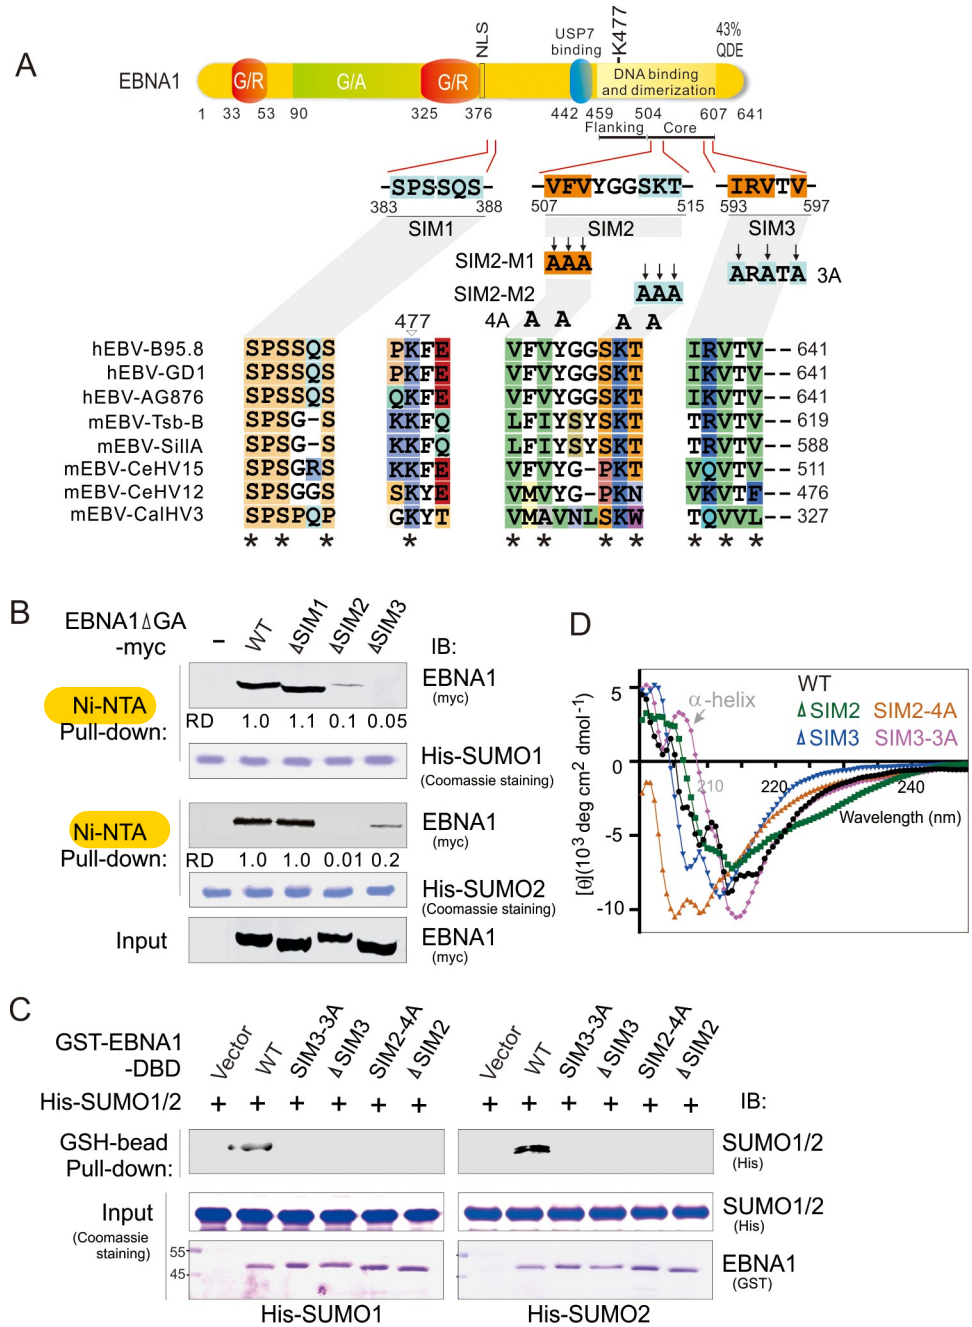 A
NLS
USP7
binding
K477
43%
QDE
EBNA1
G/R
G/A
G/R
DNA binding
and dimerization
1 33 53 90 325 376 442 459 504 607 641
Flanking Core
SPSSQS
VFVYGGSKT
IRVTV
383 388
507 515
593 597
SIM1
SIM2
SIM3
SIM2-M1
AAA
ARATA 3A
SIM2-M2
AAA
477
4A A A A A
hEBV-B95.8 SPSSQS PKFE VFVYGGSKT IRVTV-- 641
hEBV-GD1 SPSSQS PKFE VFVYGGSKT IKVTV-- 641
hEBV-AG876 SPSSQS QKFE VFVYGGSKT IKVTV-- 641
mEBV-Tsb-B SPSG-S KKFQ LFIYSYSKT TRVTV-- 619
mEBV-SillA SPSG-S KKFQ LFIYSYSKT TRVTV-- 588
mEBV-CeHV15 SPSGRS KKFE VFVYG-PKT VQVTV-- 511
mEBV-CeHV12 SPSGGS SKYE VMVYG-PKN VKVTF-- 476
mEBV-CalHV3 SPSPQP GKYT VMAVNLSKW TQVVL-- 327
* * * * * * * * * * *
B
EBNA1ΔGA
-myc
–
WT
ΔSIM1
ΔSIM2
ΔSIM3
IB:
Ni-NTA
Pull-down:
EBNA1
(myc)
RD 1.0 1.1 0.1 0.05
His-SUMO1
(Coomassie staining)
Ni-NTA
Pull-down:
EBNA1
(myc)
RD 1.0 1.0 0.01 0.2
His-SUMO2
(Coomassie staining)
Input
EBNA1
(myc)
D
[θ](10³ deg cm² dmol⁻¹)
5
0
-5
-10
WT
α-helix
ΔSIM2 SIM2-4A
ΔSIM3 SIM3-3A
210 220 240
Wavelength (nm)
C
GST-EBNA1
-DBD
Vector
WT
SIM3-3A
ΔSIM3
SIM2-4A
ΔSIM2
Vector
WT
SIM3-3A
ΔSIM3
SIM2-4A
ΔSIM2
His-SUMO1/2 + + + + + + + + + + + +
IB:
GSH-bead
Pull-down:
SUMO1/2
(His)
Input
(Coomassie
staining)
SUMO1/2
(His)
55
45
EBNA1
(GST)
His-SUMO1
His-SUMO2